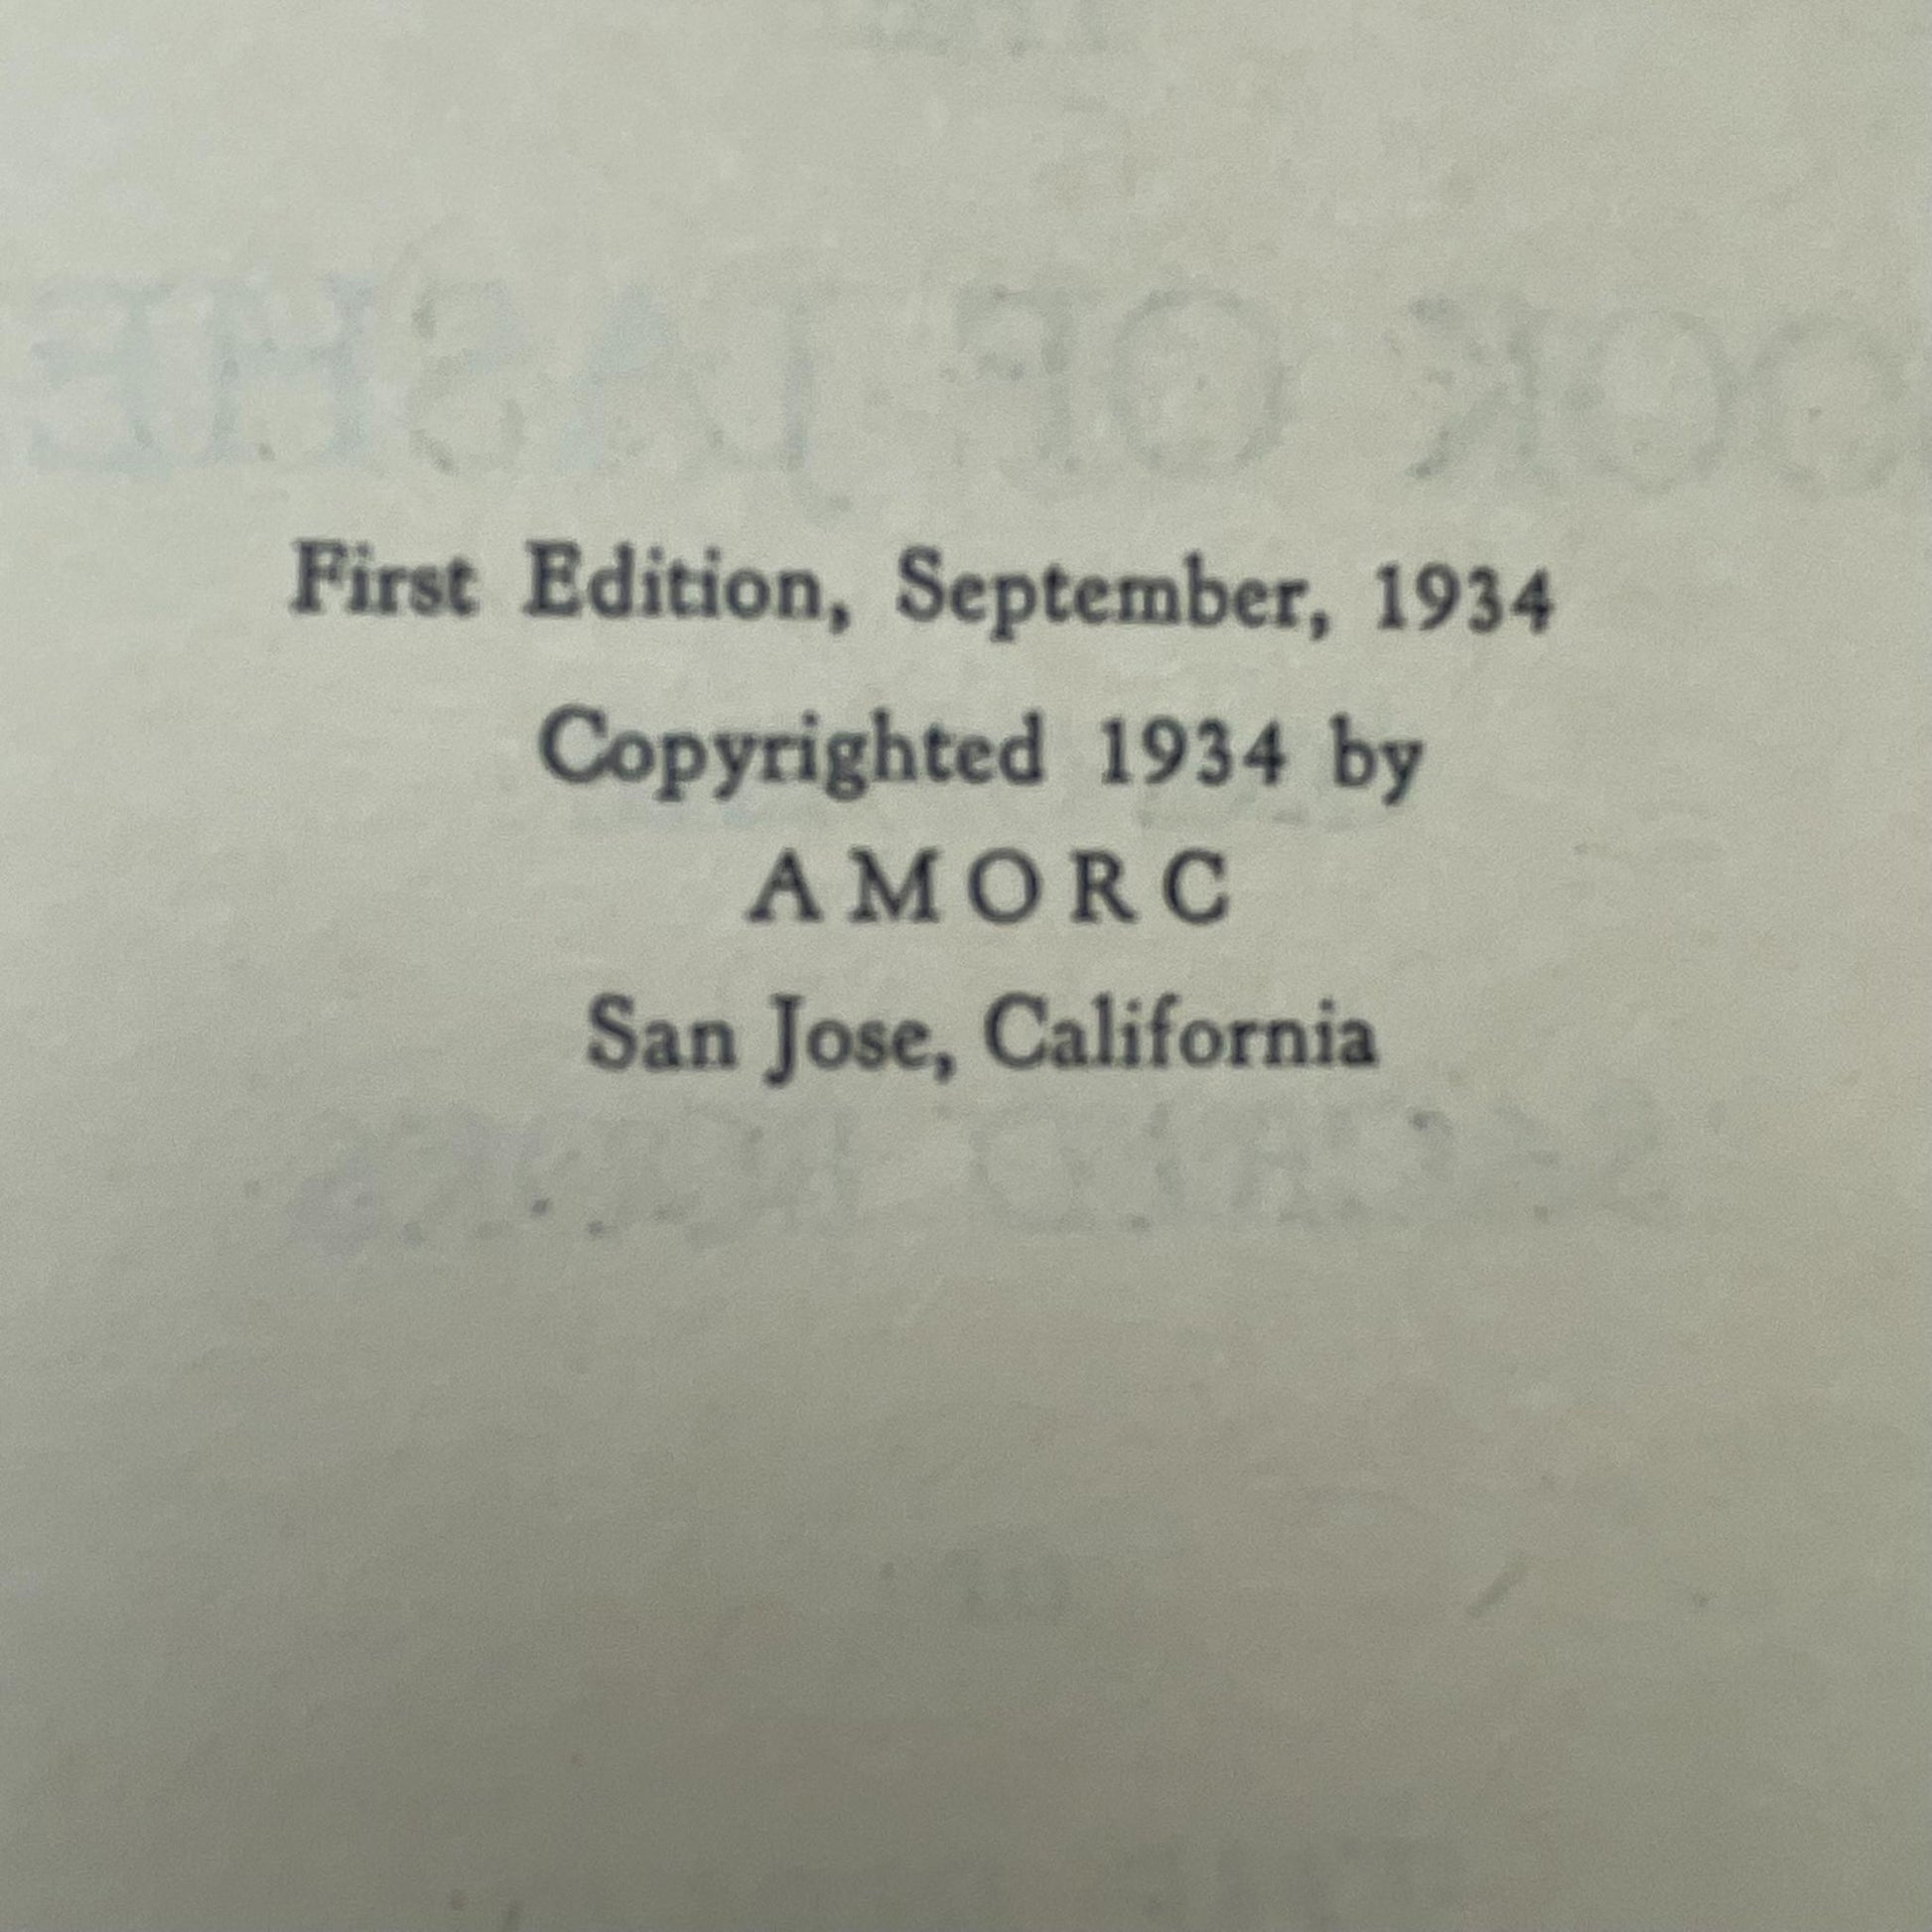 First Edition, September, 1934
Copyrighted 1934 by
AMORC
San Jose, California